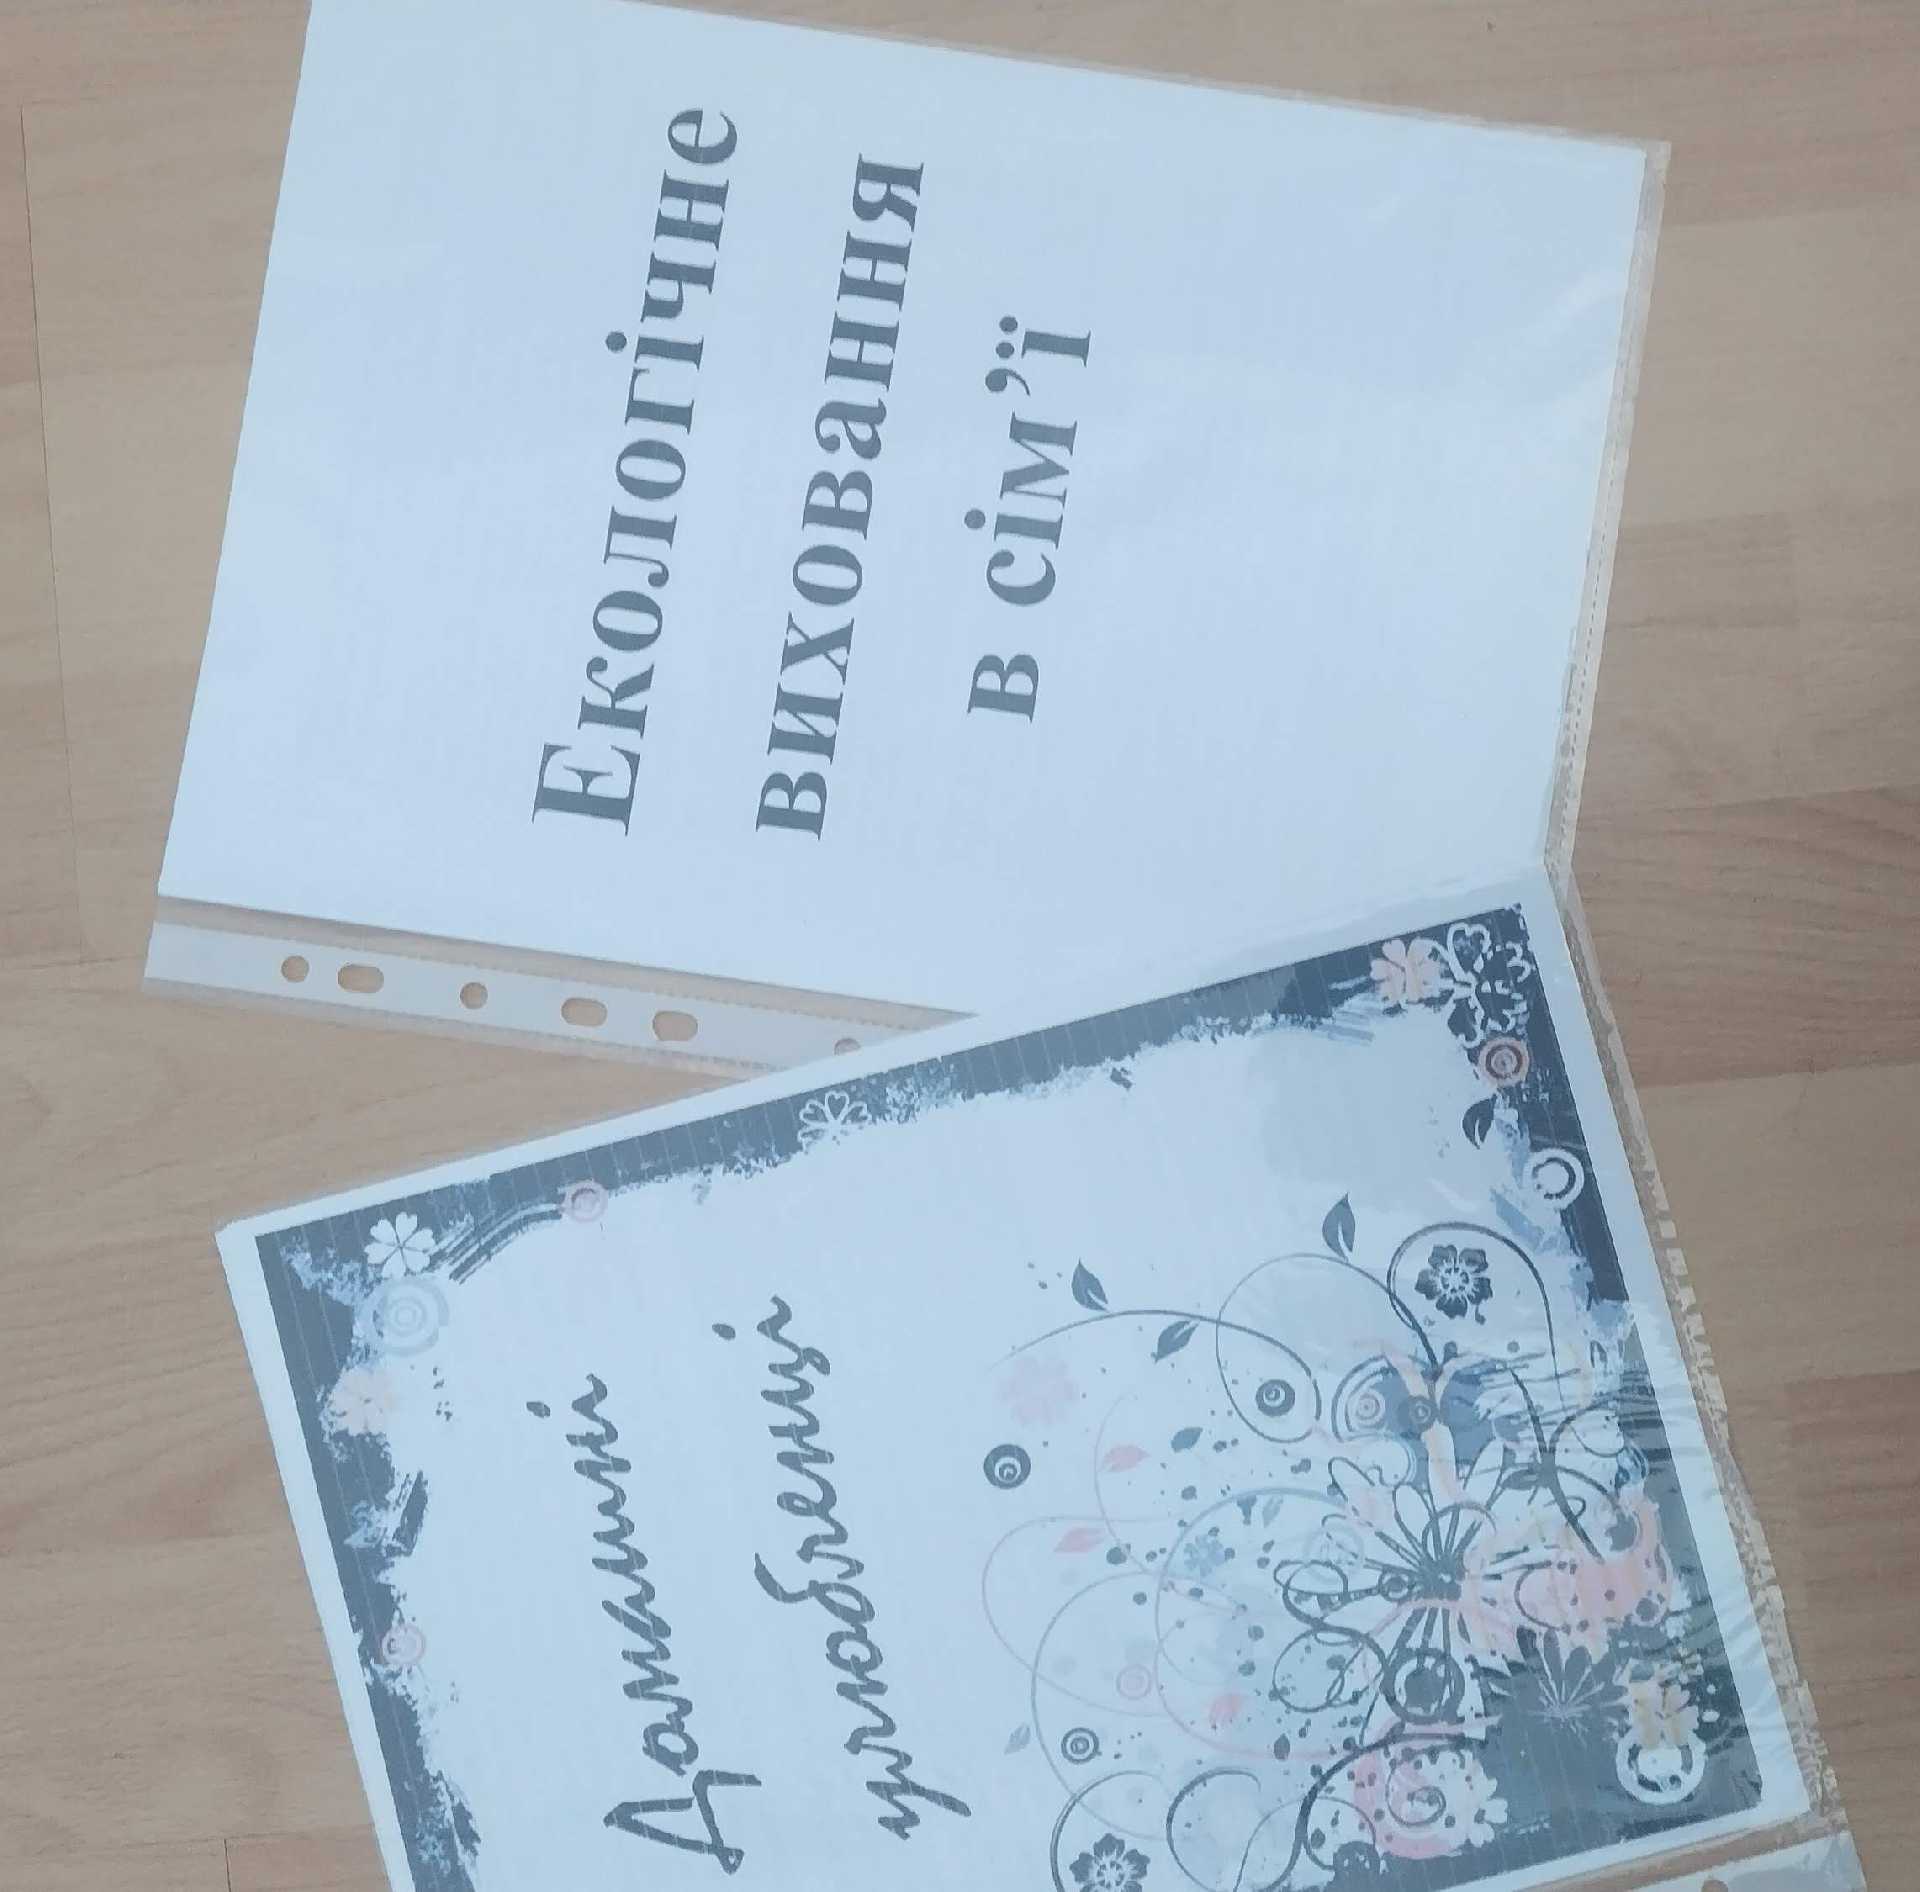 Екологічне
виховання
в сім'ї
Домашні
улюбленці